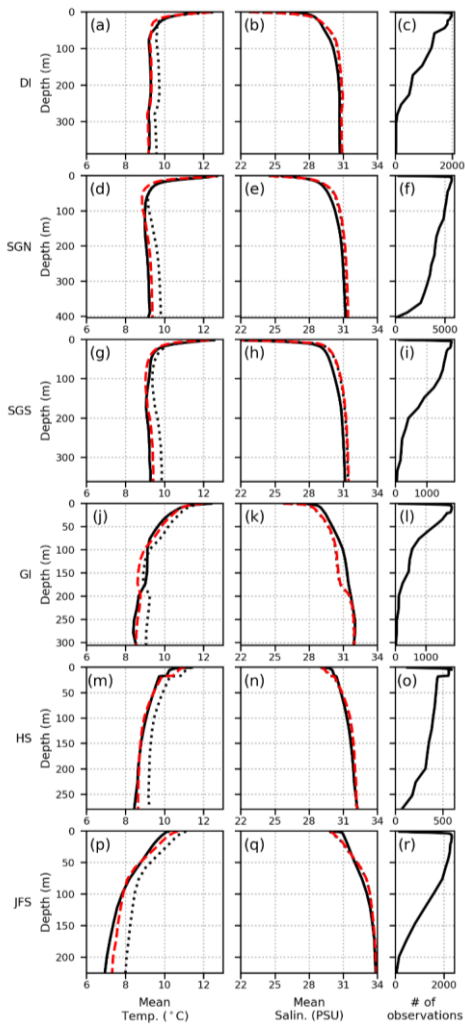 (a) (b) (c)
DI
Depth (m)
0
100
200
300
6 8 10 12 22 25 28 31 34 0 1000 2000
(d) (e) (f)
SGN
Depth (m)
0
100
200
300
400
6 8 10 12 22 25 28 31 34 0 5000
(g) (h) (i)
SGS
Depth (m)
0
100
200
300
6 8 10 12 22 25 28 31 34 0 1000
(j) (k) (l)
GI
Depth (m)
0
50
100
150
200
250
300
6 8 10 12 22 25 28 31 34 0 1000
(m) (n) (o)
HS
Depth (m)
0
50
100
150
200
250
6 8 10 12 22 25 28 31 34 0 500
(p) (q) (r)
JFS
Depth (m)
0
50
100
150
200
6 8 10 12 22 25 28 31 34 0 2000
Mean Mean # of
Temp. (°C) Salin. (PSU) observations